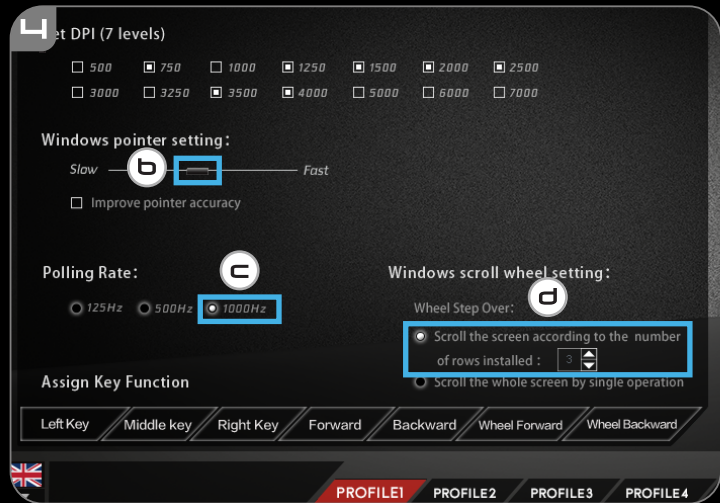 4
et DPI (7 levels)
500 750 1000 1250 1500 2000 2500
3000 3250 3500 4000 5000 6000 7000
Windows pointer setting:
Slow b Fast
Improve pointer accuracy
Polling Rate: c
125Hz 500Hz 1000Hz
Windows scroll wheel setting:
Wheel Step Over: d
Scroll the screen according to the number
of rows installed : 3
Scroll the whole screen by single operation
Assign Key Function
Left Key Middle key Right Key Forward Backward Wheel Forward Wheel Backward
PROFILE1 PROFILE2 PROFILE3 PROFILE4